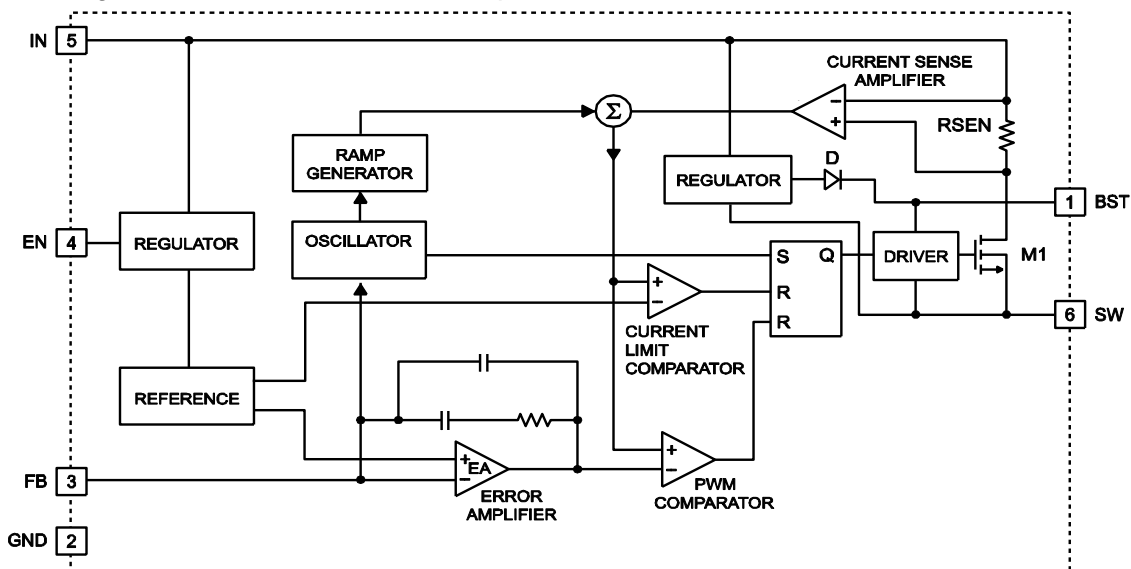 IN 5
CURRENT SENSE
AMPLIFIER
Σ
−
+
RSEN
RAMP
GENERATOR
D
REGULATOR
1 BST
EN 4
REGULATOR
OSCILLATOR
S Q
DRIVER
M1
+
−
R
CURRENT
LIMIT
COMPARATOR
R
6 SW
REFERENCE
+
EA
−
ERROR
AMPLIFIER
+
−
PWM
COMPARATOR
FB 3
GND 2